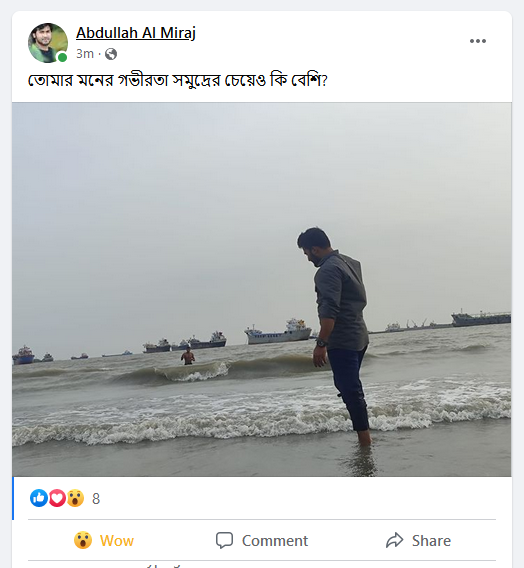 Abdullah Al Miraj
3m ·
তোমার মনের গভীরতা সমুদ্রের চেয়েও কি বেশি?
8
Wow Comment Share